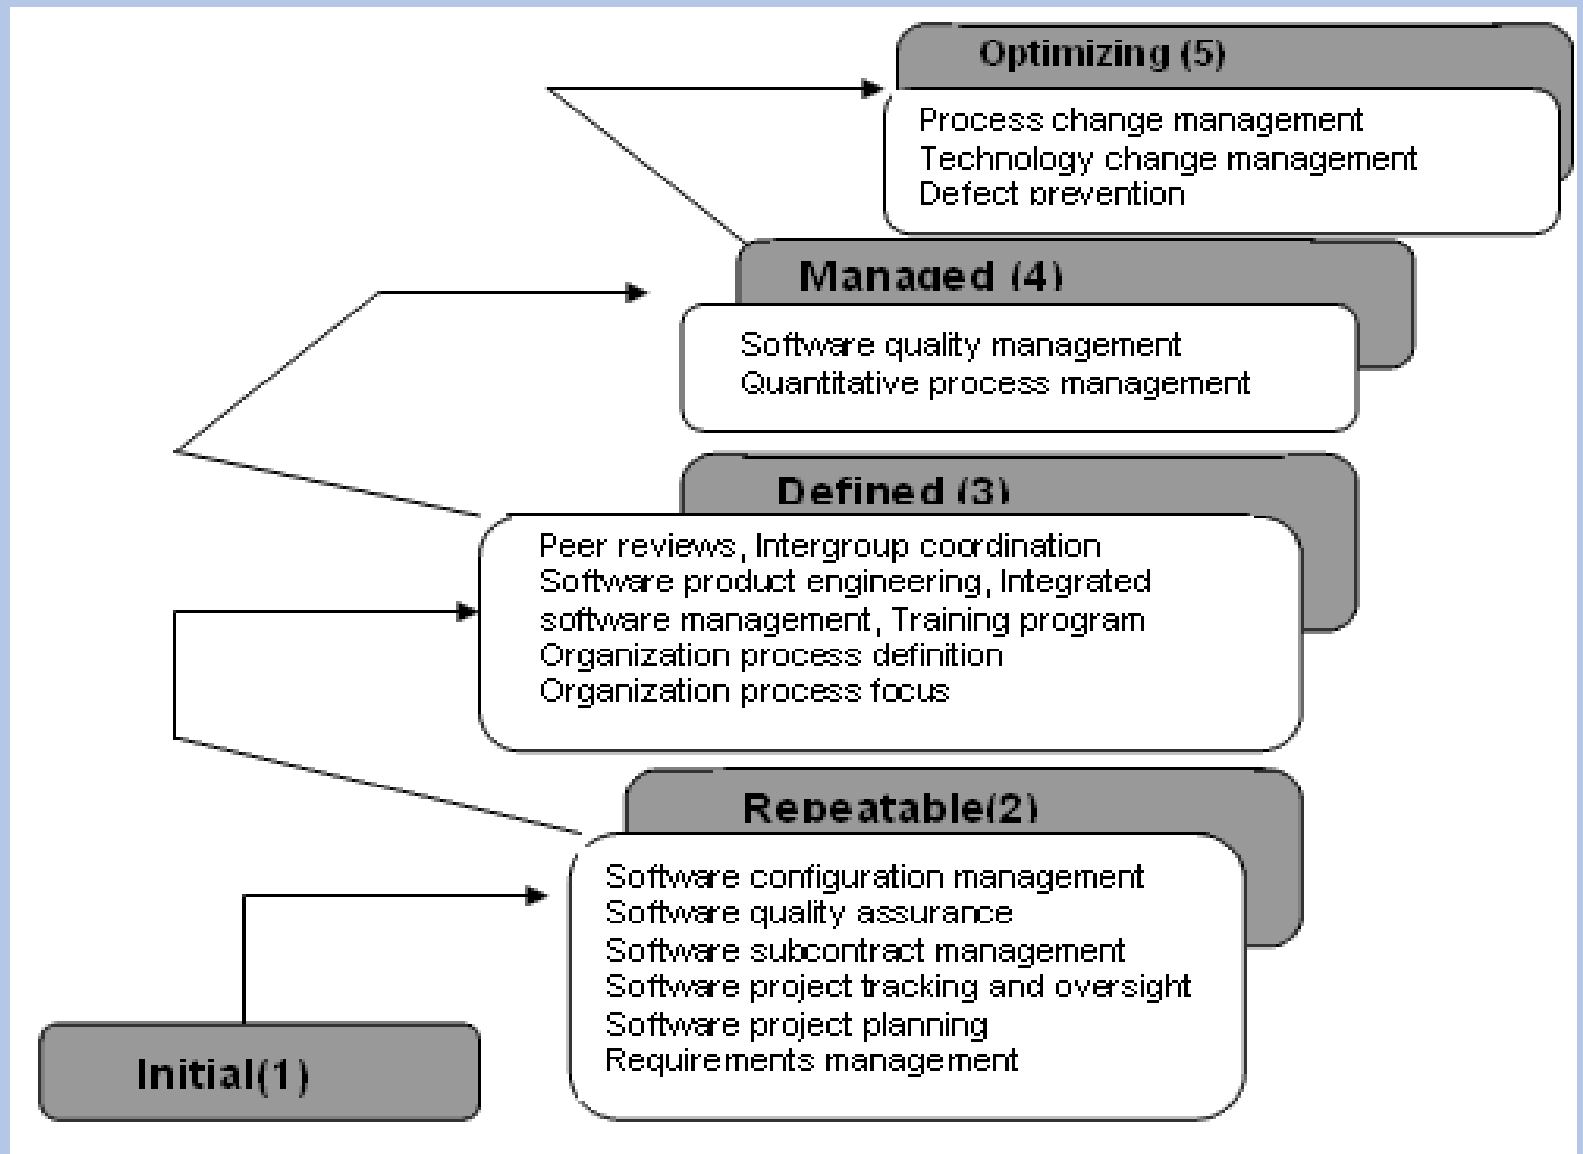 Optimizing (5)
Process change management
Technology change management
Defect prevention
Managed (4)
Software quality management
Quantitative process management
Defined (3)
Peer reviews, Intergroup coordination
Software product engineering, Integrated
software management, Training program
Organization process definition
Organization process focus
Repeatable(2)
Software configuration management
Software quality assurance
Software subcontract management
Software project tracking and oversight
Software project planning
Requirements management
Initial(1)